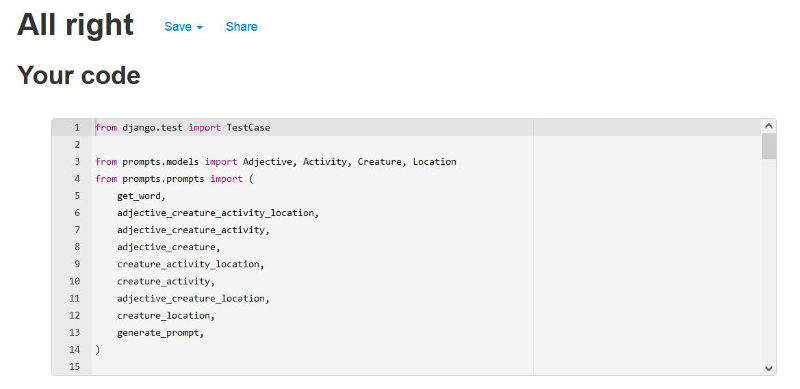 All right Save Share
Your code
1 from django.test import TestCase
2
3 from prompts.models import Adjective, Activity, Creature, Location
4 from prompts.prompts import (
5     get_word,
6     adjective_creature_activity_location,
7     adjective_creature_activity,
8     adjective_creature,
9     creature_activity_location,
10     creature_activity,
11     adjective_creature_location,
12     creature_location,
13     generate_prompt,
14 )
15